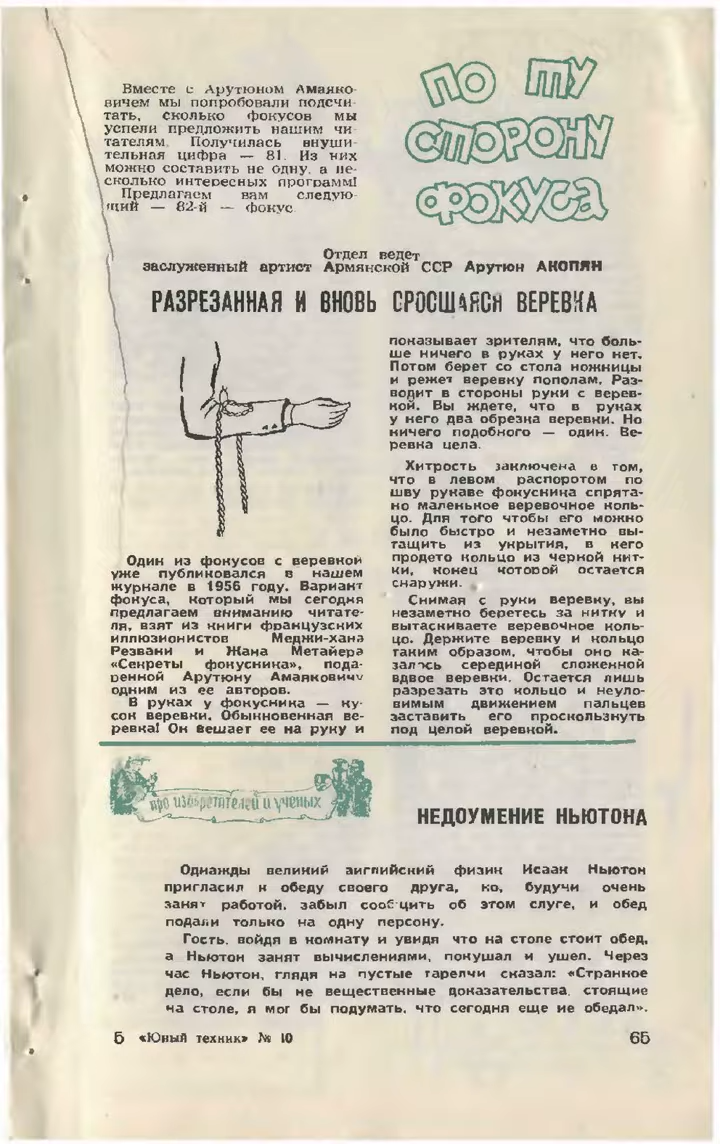 Вместе с Арутюном Амаяко-
вичем мы попробовали подсчи-
тать, сколько фокусов мы
успели предложить нашим чи-
тателям. Получилась внуши-
тельная цифра — 81. Из них
можно составить не одну, а не-
сколько интересных программ!
Предлагаем вам следую-
щий — 82-й — фокус.
ПО ТУ
СТОРОНУ
ФОКУСА
Отдел ведет
заслуженный артист Армянской ССР Арутюн АКОПЯН
РАЗРЕЗАННАЯ И ВНОВЬ СРОСШАЯСЯ ВЕРЕВКА
Один из фокусов с веревкой
уже публиковался в нашем
журнале в 1956 году. Вариант
фокуса, который мы сегодня
предлагаем вниманию читате-
ля, взят из книги французских
иллюзионистов Меджи-Хана
Резвани и Жана Метайера
«Секреты фокусника», пода-
ренной Арутюну Амаяковичу
одним из ее авторов.
В руках у фокусника — ку-
сок веревки. Обыкновенная ве-
ревка! Он вешает ее на руку и
показывает зрителям, что боль-
ше ничего в руках у него нет.
Потом берет со стола ножницы
и режет веревку пополам. Раз-
водит в стороны руки с верев-
кой. Вы ждете, что в руках
у него два обрезка веревки. Но
ничего подобного — один. Ве-
ревка цела.
Хитрость заключена в том,
что в левом распоротом по
шву рукаве фокусника спрята-
но маленькое веревочное коль-
цо. Для того чтобы его можно
было быстро и незаметно вы-
тащить из укрытия, в него
продето кольцо из черной нит-
ки, конец которой остается
снаружи.
Снимая с руки веревку, вы
незаметно беретесь за нитку и
вытаскиваете веревочное коль-
цо. Держите веревку и кольцо
таким образом, чтобы оно ка-
залось серединой сложенной
вдвое веревки. Остается лишь
разрезать это кольцо и неуло-
вимым движением пальцев
заставить его проскользнуть
под целой веревкой.
про изобретателей и ученых
НЕДОУМЕНИЕ НЬЮТОНА
Однажды великий английский физик Исаак Ньютон
пригласил к обеду своего друга, но, будучи очень
занят работой, забыл сообщить об этом слуге, и обед
подали только на одну персону.
Гость, войдя в комнату и увидя что на столе стоит обед,
а Ньютон занят вычислениями, покушал и ушел. Через
час Ньютон, глядя на пустые тарелки сказал: «Странное
дело, если бы не вещественные доказательства, стоящие
на столе, я мог бы подумать, что сегодня еще не обедал».
5 «Юный техник» № 10
65